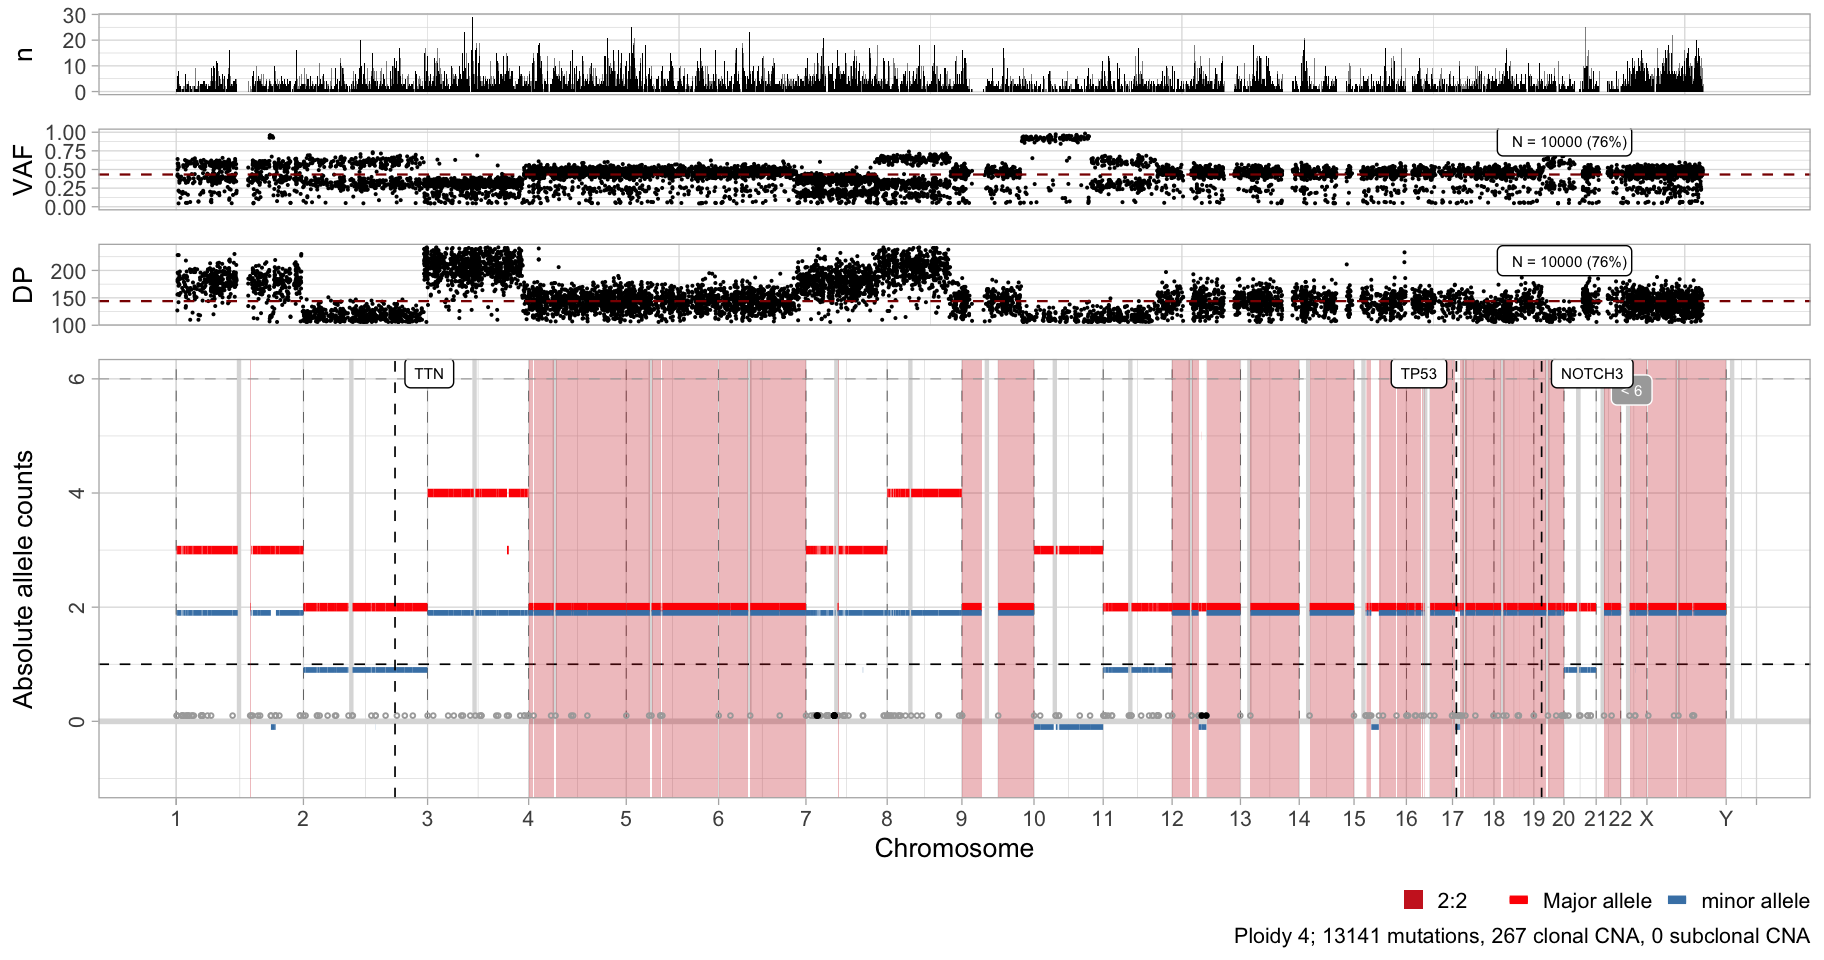 n
30
20
10
0
VAF
1.00
0.75
0.50
0.25
0.00
N = 10000 (76%)
DP
200
150
100
N = 10000 (76%)
Absolute allele counts
6
4
2
0
TTN
TP53
NOTCH3
< 6
1 2 3 4 5 6 7 8 9 10 11 12 13 14 15 16 17 18 19 20 21 22 X Y
Chromosome
2:2 Major allele minor allele
Ploidy 4; 13141 mutations, 267 clonal CNA, 0 subclonal CNA